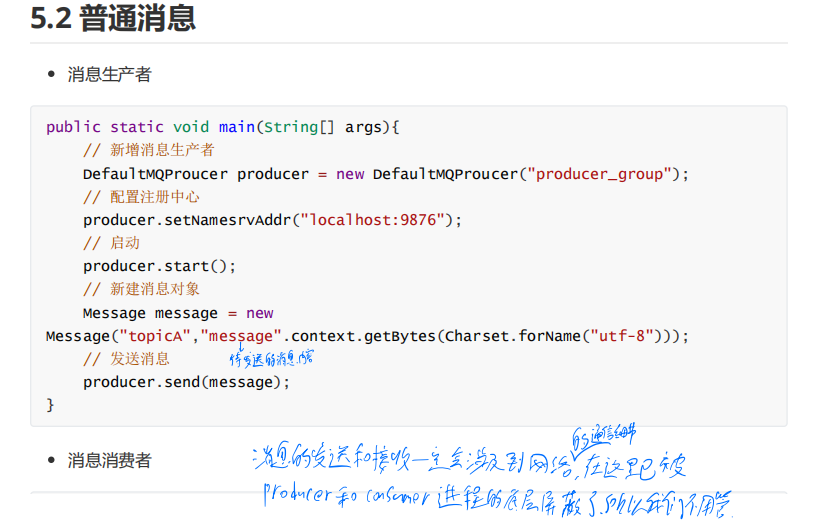 5.2 普通消息
• 消息生产者
public static void main(String[] args){
// 新增消息生产者
DefaultMQProucer producer = new DefaultMQProucer("producer_group");
// 配置注册中心
producer.setNamesrvAddr("localhost:9876");
// 启动
producer.start();
// 新建消息对象
Message message = new
Message("topicA","message".context.getBytes(Charset.forName("utf-8")));
// 发送消息
待发送的消息内容
producer.send(message);
}
的通信细节
• 消息消费者
消息的发送和接收一定会涉及到网络,在这里已被
producer和consumer进程的底层屏蔽了,所以我们不用管